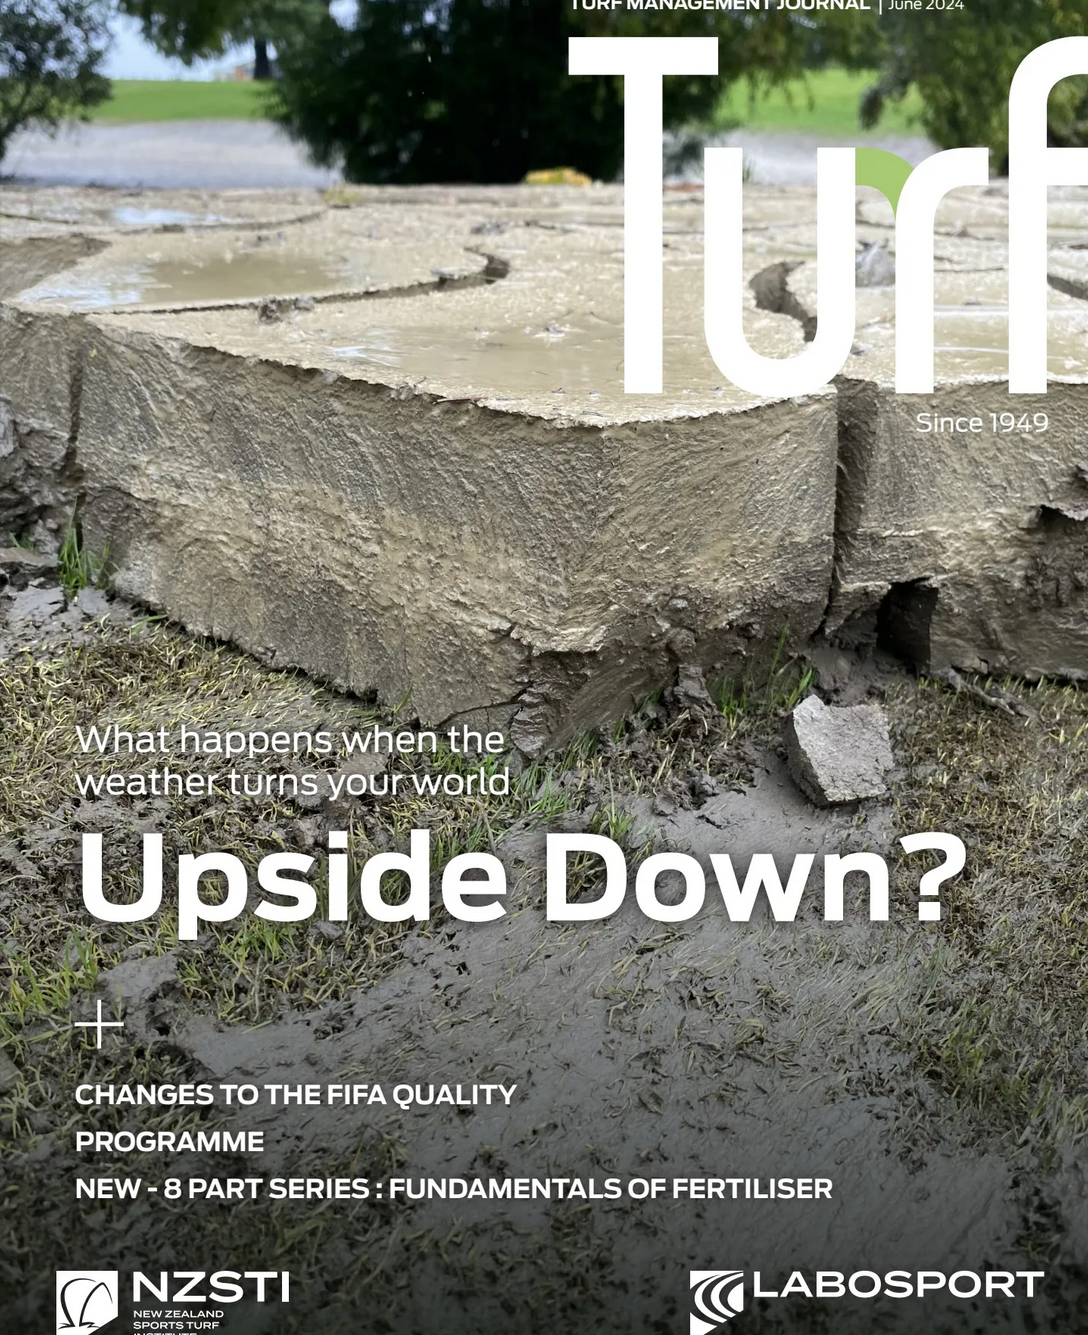 TURF MANAGEMENT JOURNAL | June 2024
Turf
Since 1949
What happens when the
weather turns your world
Upside Down?
+
CHANGES TO THE FIFA QUALITY
PROGRAMME
NEW - 8 PART SERIES : FUNDAMENTALS OF FERTILISER
NZSTI
NEW ZEALAND
SPORTS TURF
INSTITUTE
LABOSPORT